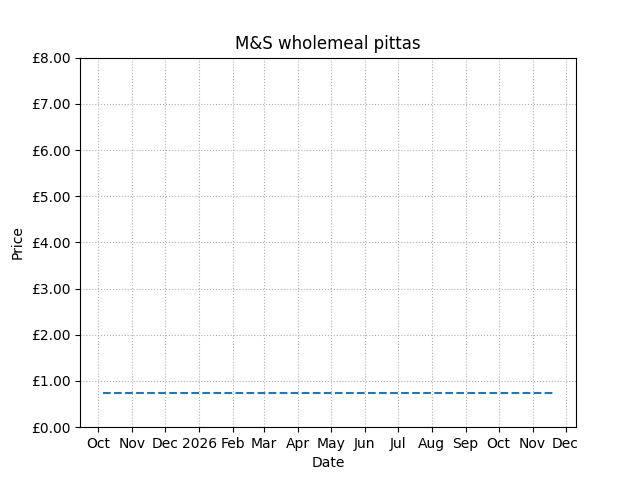 M&S wholemeal pittas
£8.00
£7.00
£6.00
£5.00
£4.00
£3.00
£2.00
£1.00
£0.00
Price
Oct Nov Dec 2026 Feb Mar Apr May Jun Jul Aug Sep Oct Nov Dec
Date